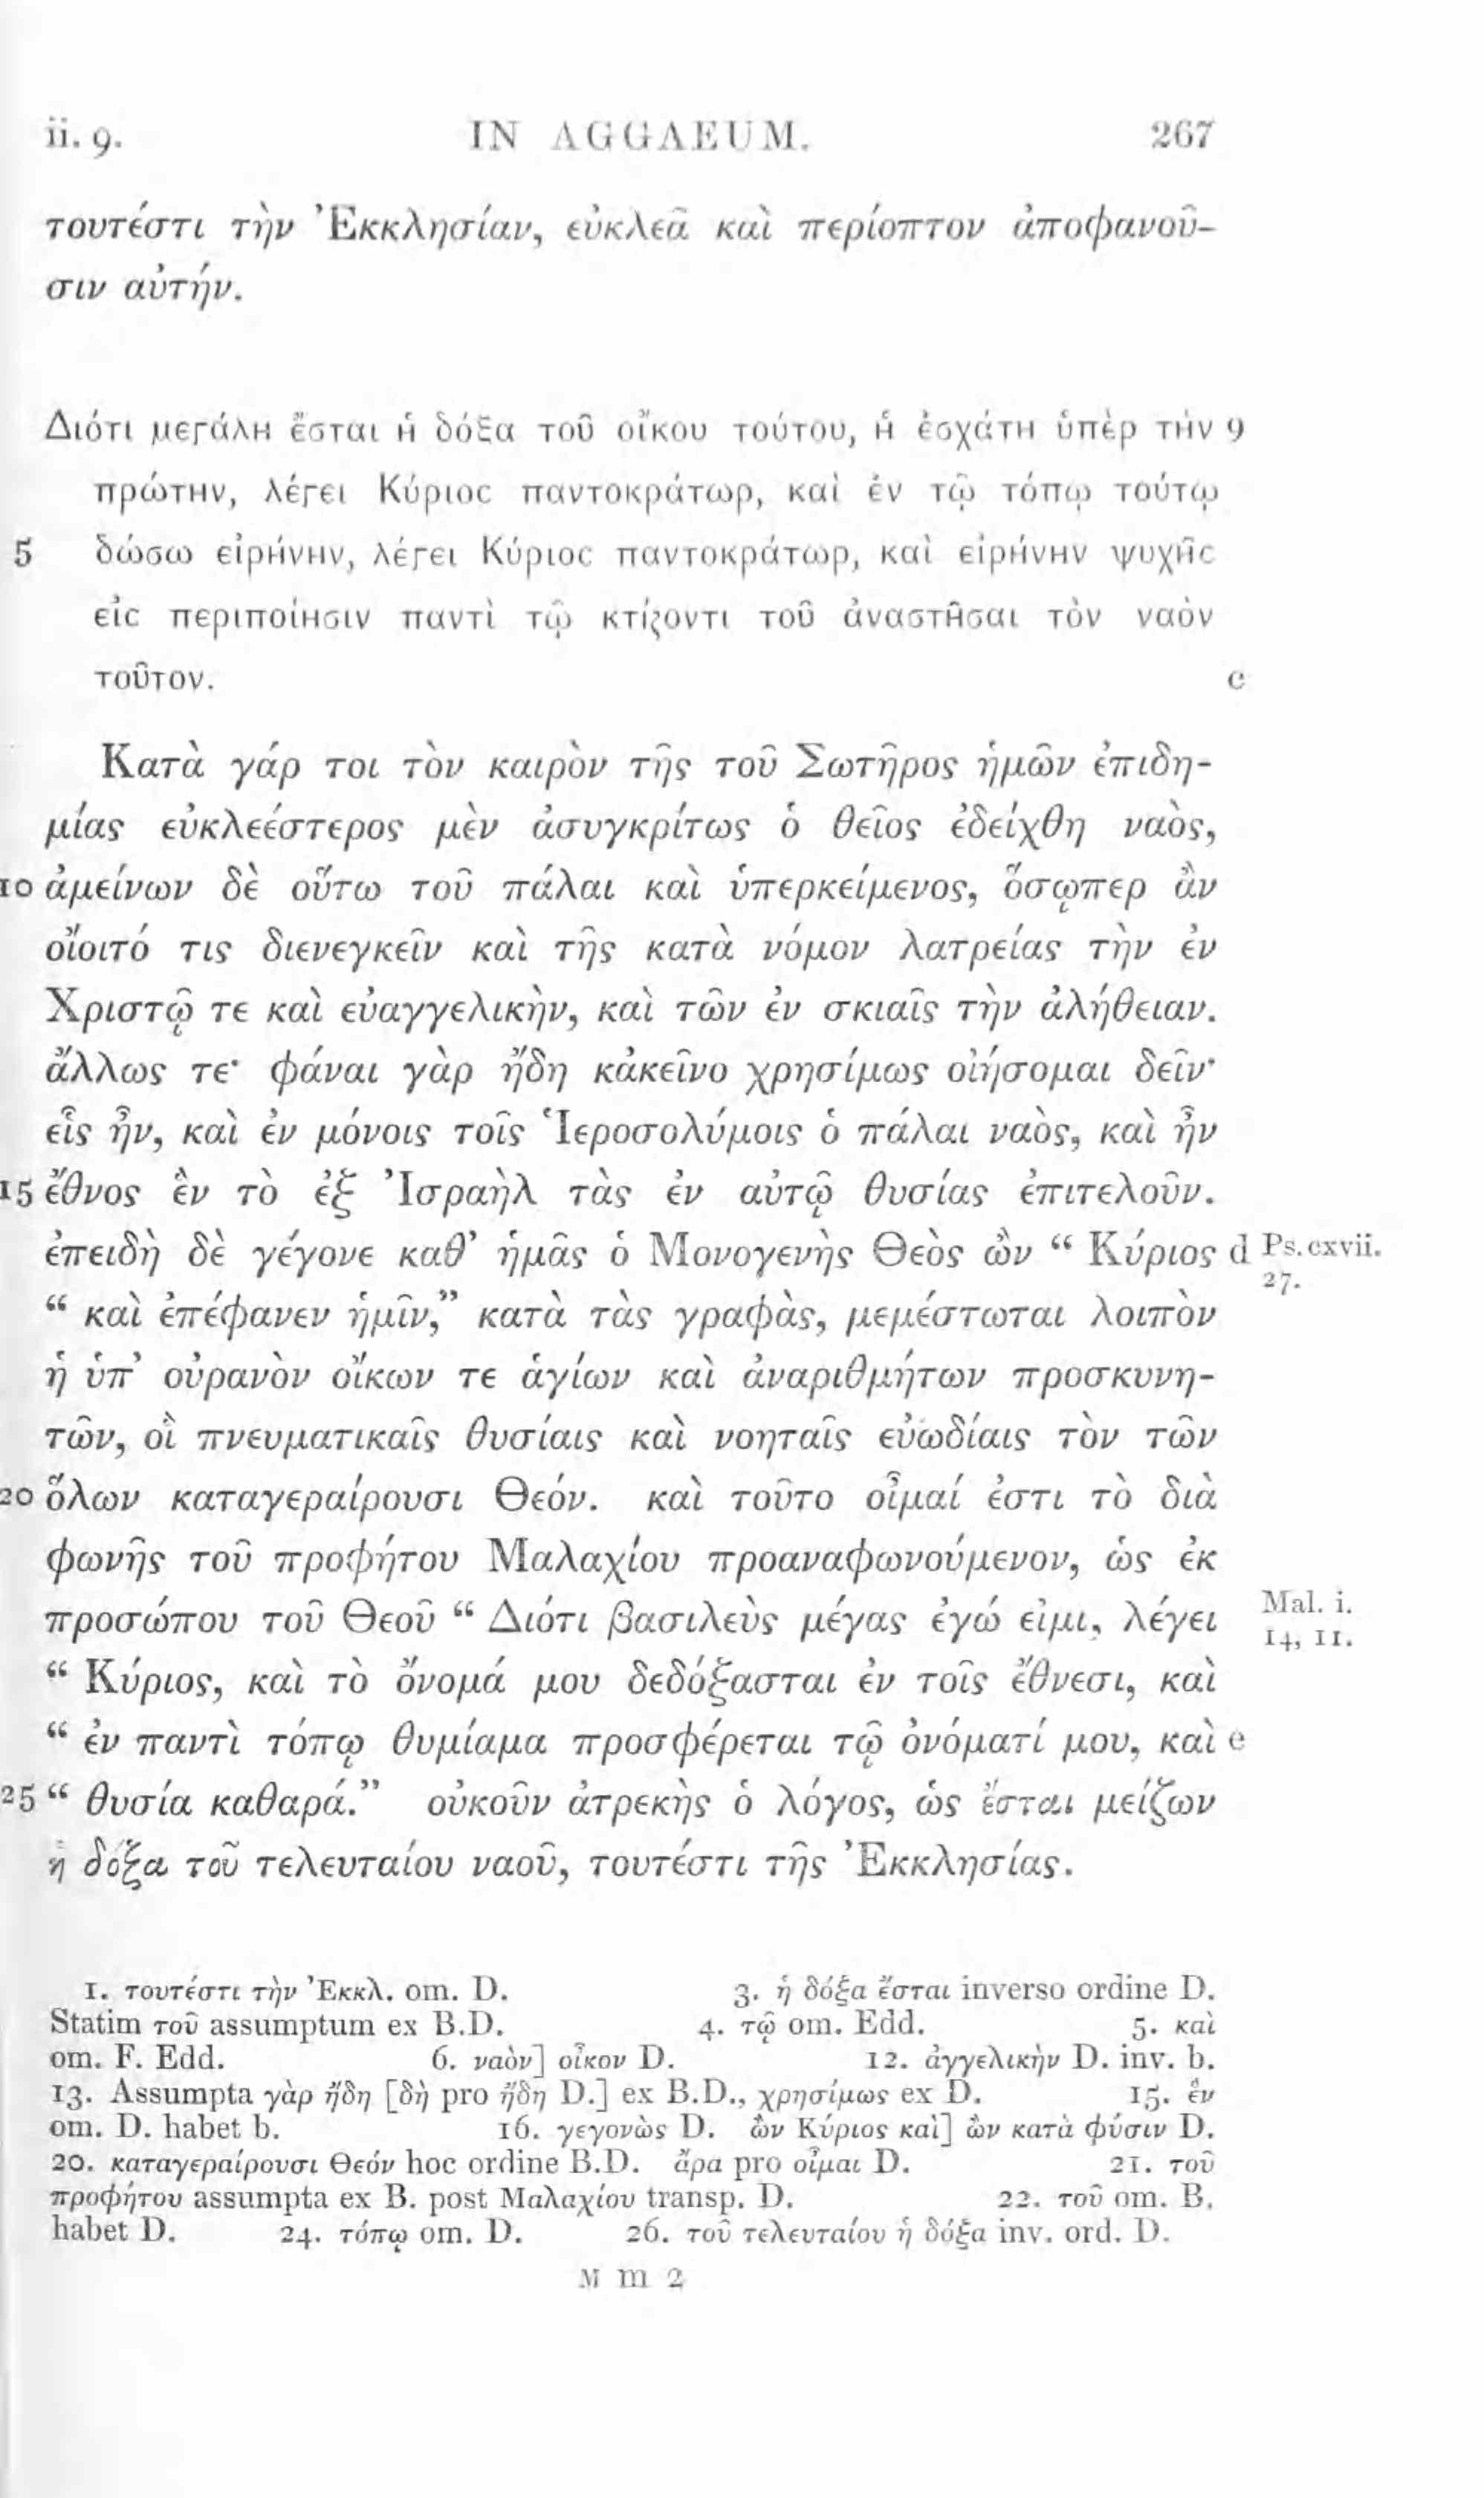 ii. 9. IN AGGAEUM. 267
τουτέστι τὴν Ἐκκλησίαν, εὐκλεᾶ καὶ περίοπτον ἀποφανοῦ-
σιν αὐτήν.
Διότι μεγάλη ἔσται ἡ δόξα τοῦ οἴκου τούτου, ἡ ἐσχάτη ὑπὲρ τὴν 9
πρώτην, λέγει Κύριος παντοκράτωρ, καὶ ἐν τῷ τόπῳ τούτῳ
5 δώσω εἰρήνην, λέγει Κύριος παντοκράτωρ, καὶ εἰρήνην ψυχῆς
εἰς περιποίησιν παντὶ τῷ κτίζοντι τοῦ ἀναστῆσαι τὸν ναὸν
τοῦτον. c
Κατὰ γάρ τοι τὸν καιρὸν τῆς τοῦ Σωτῆρος ἡμῶν ἐπιδη-
μίας εὐκλεέστερος μὲν ἀσυγκρίτως ὁ θεῖος ἐδείχθη ναὸς,
10 ἀμείνων δὲ οὕτω τοῦ πάλαι καὶ ὑπερκείμενος, ὅσῳπερ ἂν
οἴοιτό τις διενεγκεῖν καὶ τῆς κατὰ νόμον λατρείας τὴν ἐν
Χριστῷ τε καὶ εὐαγγελικὴν, καὶ τῶν ἐν σκιαῖς τὴν ἀλήθειαν.
ἄλλως τε· φάναι γὰρ ἤδη κἀκεῖνο χρησίμως οἰήσομαι δεῖν·
εἷς ἦν, καὶ ἐν μόνοις τοῖς Ἱεροσολύμοις ὁ πάλαι ναὸς, καὶ ἦν
15 ἔθνος ἓν τὸ ἐξ Ἰσραὴλ τὰς ἐν αὐτῷ θυσίας ἐπιτελοῦν.
ἐπειδὴ δὲ γέγονε καθ’ ἡμᾶς ὁ Μονογενὴς Θεὸς ὢν “ Κύριος d Ps. cxvii.
27.
“ καὶ ἐπέφανεν ἡμῖν,” κατὰ τὰς γραφὰς, μεμέστωται λοιπὸν
ἡ ὑπ’ οὐρανὸν οἴκων τε ἁγίων καὶ ἀναριθμήτων προσκυνη-
τῶν, οἳ πνευματικαῖς θυσίαις καὶ νοηταῖς εὐωδίαις τὸν τῶν
20 ὅλων καταγεραίρουσι Θεόν. καὶ τοῦτο οἶμαί ἐστι τὸ διὰ
φωνῆς τοῦ προφήτου Μαλαχίου προαναφωνούμενον, ὡς ἐκ
προσώπου τοῦ Θεοῦ “ Διότι βασιλεὺς μέγας ἐγώ εἰμι, λέγει Mal. i.
14, 11.
“ Κύριος, καὶ τὸ ὄνομά μου δεδόξασται ἐν τοῖς ἔθνεσι, καὶ
“ ἐν παντὶ τόπῳ θυμίαμα προσφέρεται τῷ ὀνόματί μου, καὶ e
25 “ θυσία καθαρά.” οὐκοῦν ἀτρεκὴς ὁ λόγος, ὡς ἔσται μείζων
ἡ δόξα τοῦ τελευταίου ναοῦ, τουτέστι τῆς Ἐκκλησίας.
1. τουτέστι τὴν Ἐκκλ. om. D. 3. ἡ δόξα ἔσται inverso ordine D.
Statim τοῦ assumptum ex B.D. 4. τῷ om. Edd. 5. καὶ
om. F. Edd. 6. ναὸν] οἶκον D. 12. ἀγγελικὴν D. inv. b.
13. Assumpta γὰρ ἤδη [δὴ pro ἤδη D.] ex B.D., χρησίμως ex D. 15. ἓν
om. D. habet b. 16. γεγονὼς D. ὢν Κύριος καὶ] ὢν κατὰ φύσιν D.
20. καταγεραίρουσι Θεόν hoc ordine B.D. ἄρα pro οἶμαι D. 21. τοῦ
προφήτου assumpta ex B. post Μαλαχίου transp. D. 22. τοῦ om. B.
habet D. 24. τόπῳ om. D. 26. τοῦ τελευταίου ἡ δόξα inv. ord. D.
M m 2